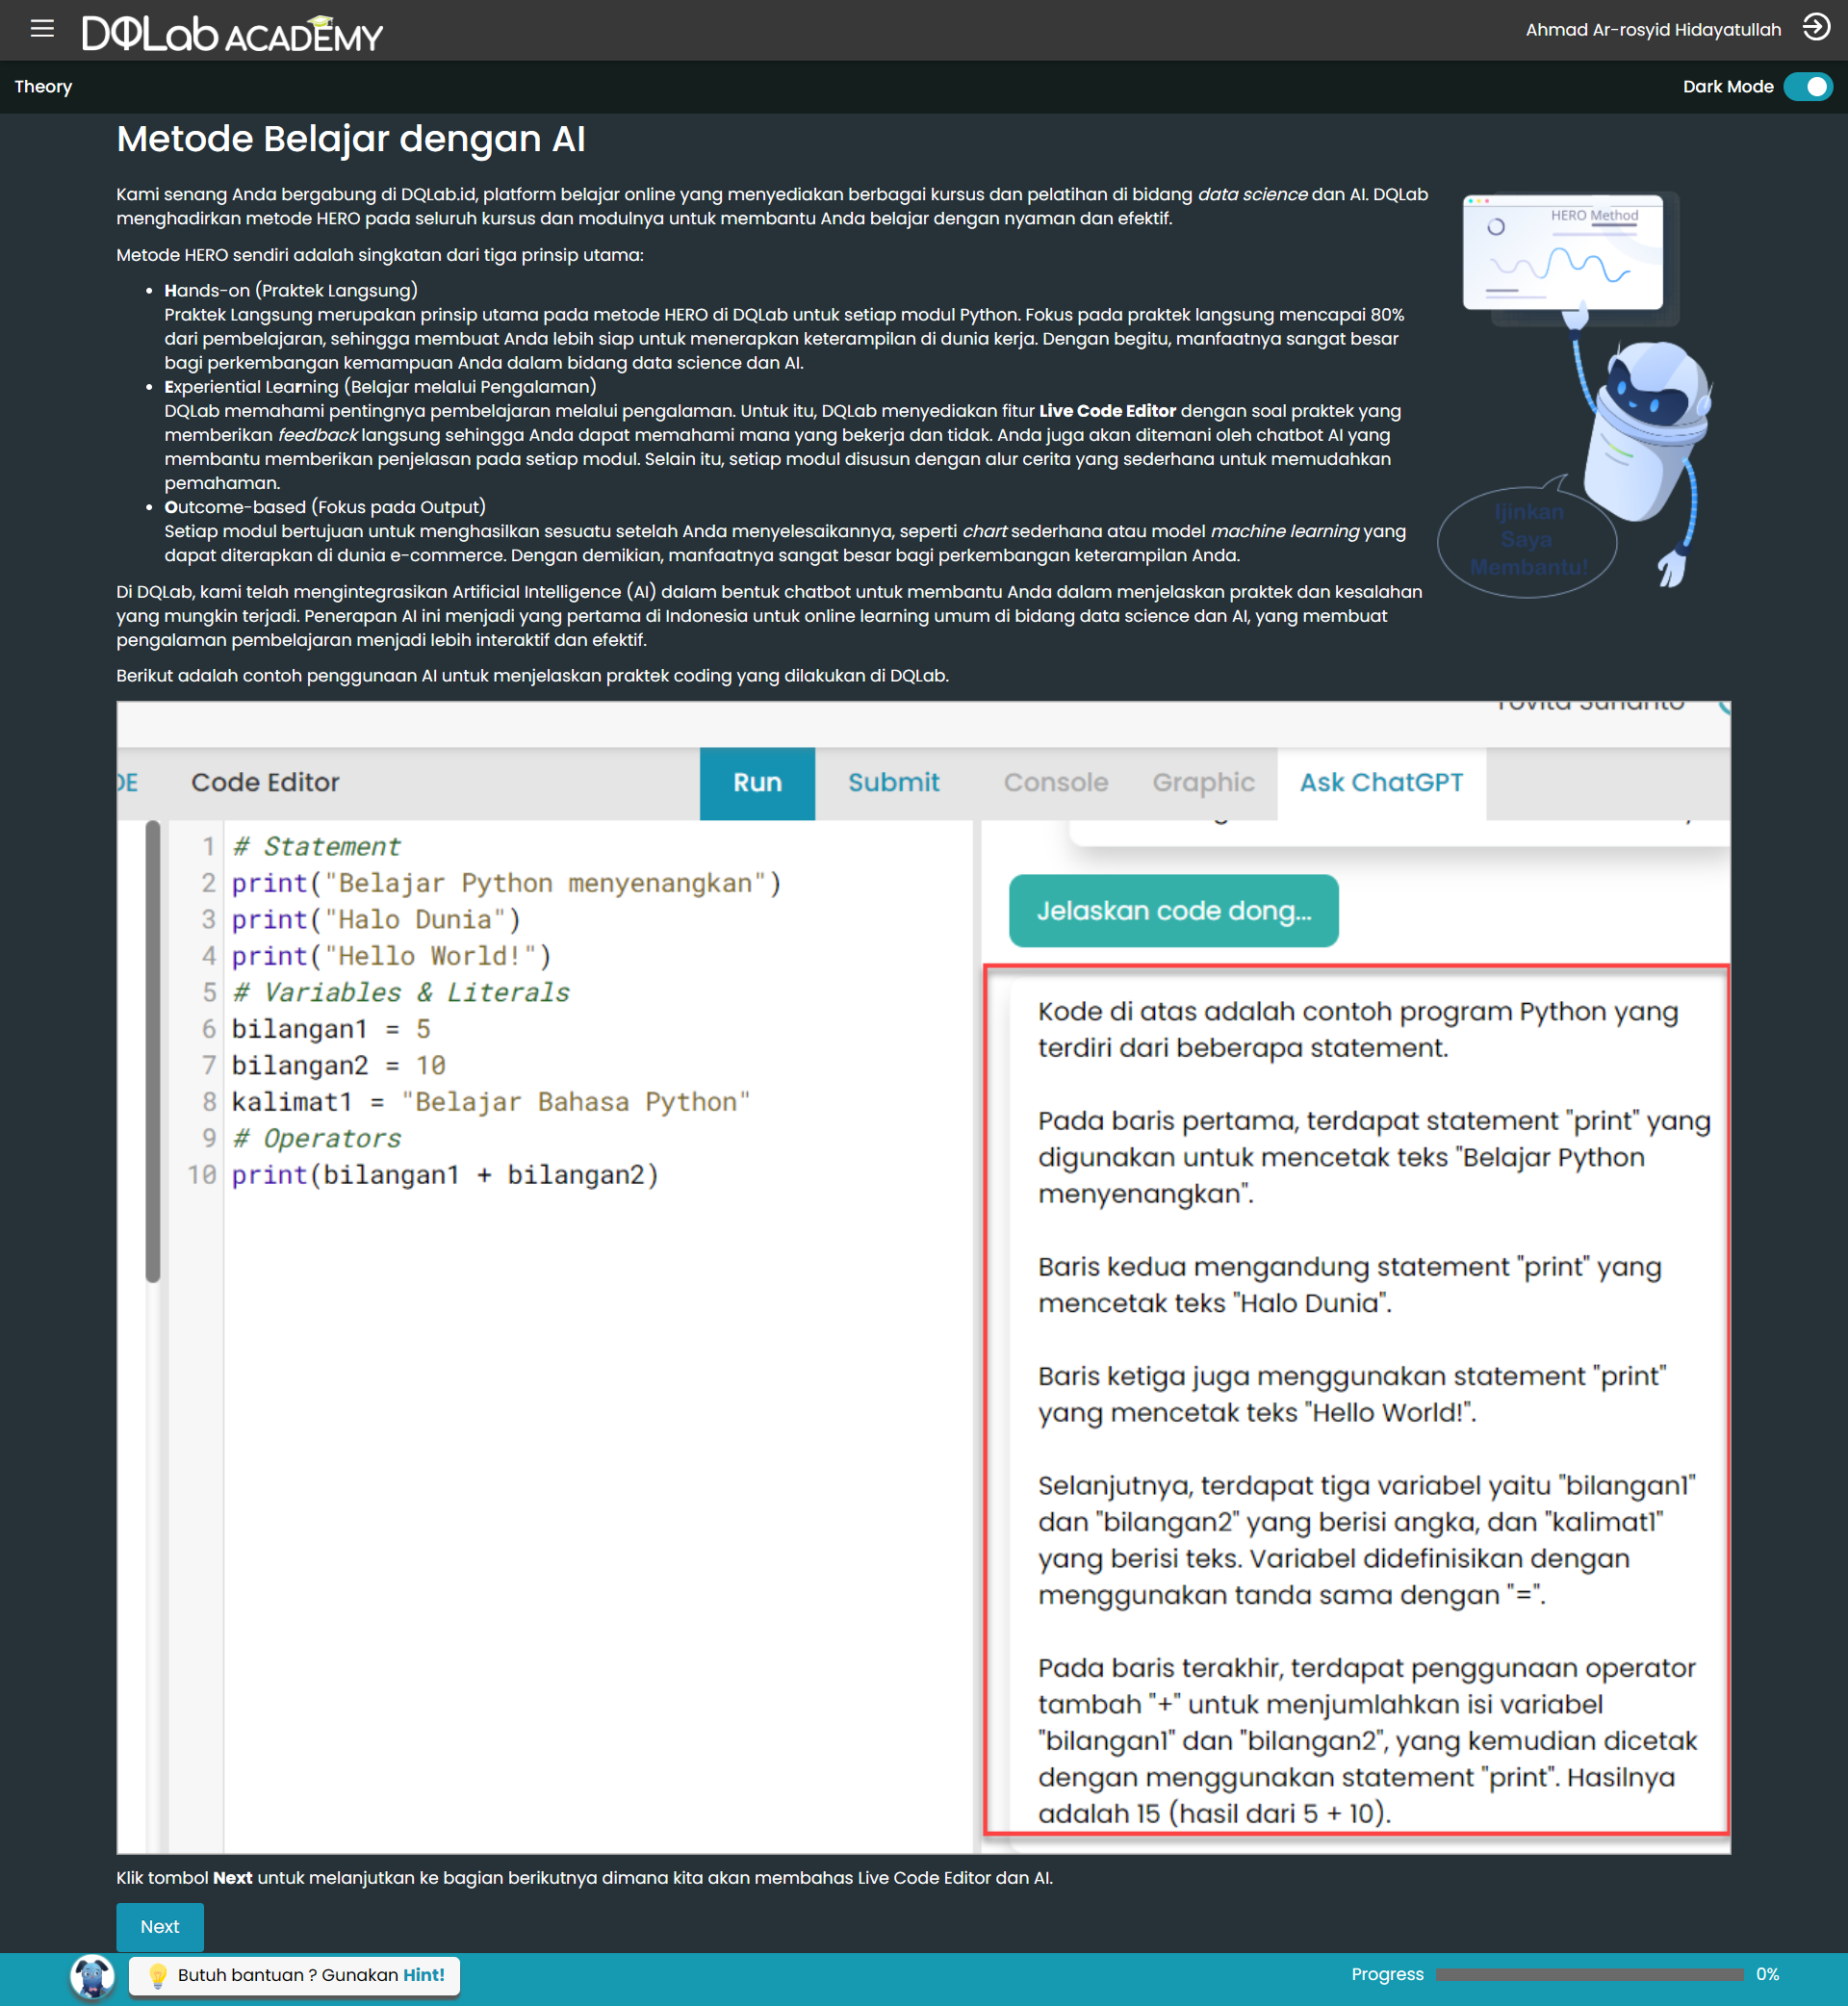 DQLab ACADEMY
Ahmad Ar-rosyid Hidayatullah
Theory
Dark Mode
Metode Belajar dengan AI
Kami senang Anda bergabung di DQLab.id, platform belajar online yang menyediakan berbagai kursus dan pelatihan di bidang data science dan AI. DQLab
menghadirkan metode HERO pada seluruh kursus dan modulnya untuk membantu Anda belajar dengan nyaman dan efektif.
Metode HERO sendiri adalah singkatan dari tiga prinsip utama:
• Hands-on (Praktek Langsung)
Praktek Langsung merupakan prinsip utama pada metode HERO di DQLab untuk setiap modul Python. Fokus pada praktek langsung mencapai 80%
dari pembelajaran, sehingga membuat Anda lebih siap untuk menerapkan keterampilan di dunia kerja. Dengan begitu, manfaatnya sangat besar
bagi perkembangan kemampuan Anda dalam bidang data science dan AI.
• Experiential Learning (Belajar melalui Pengalaman)
DQLab memahami pentingnya pembelajaran melalui pengalaman. Untuk itu, DQLab menyediakan fitur Live Code Editor dengan soal praktek yang
memberikan feedback langsung sehingga Anda dapat memahami mana yang bekerja dan tidak. Anda juga akan ditemani oleh chatbot AI yang
membantu memberikan penjelasan pada setiap modul. Selain itu, setiap modul disusun dengan alur cerita yang sederhana untuk memudahkan
pemahaman.
• Outcome-based (Fokus pada Output)
Setiap modul bertujuan untuk menghasilkan sesuatu setelah Anda menyelesaikannya, seperti chart sederhana atau model machine learning yang
dapat diterapkan di dunia e-commerce. Dengan demikian, manfaatnya sangat besar bagi perkembangan keterampilan Anda.
HERO Method
Ijinkan
Saya
Membantu!
Di DQLab, kami telah mengintegrasikan Artificial Intelligence (AI) dalam bentuk chatbot untuk membantu Anda dalam menjelaskan praktek dan kesalahan
yang mungkin terjadi. Penerapan AI ini menjadi yang pertama di Indonesia untuk online learning umum di bidang data science dan AI, yang membuat
pengalaman pembelajaran menjadi lebih interaktif dan efektif.
Berikut adalah contoh penggunaan AI untuk menjelaskan praktek coding yang dilakukan di DQLab.
DE
Code Editor
Run
Submit
Console
Graphic
Ask ChatGPT
1 # Statement
2 print("Belajar Python menyenangkan")
3 print("Halo Dunia")
4 print("Hello World!")
5 # Variables & Literals
6 bilangan1 = 5
7 bilangan2 = 10
8 kalimat1 = "Belajar Bahasa Python"
9 # Operators
10 print(bilangan1 + bilangan2)
Jelaskan code dong...
Kode di atas adalah contoh program Python yang
terdiri dari beberapa statement.
Pada baris pertama, terdapat statement "print" yang
digunakan untuk mencetak teks "Belajar Python
menyenangkan".
Baris kedua mengandung statement "print" yang
mencetak teks "Halo Dunia".
Baris ketiga juga menggunakan statement "print"
yang mencetak teks "Hello World!".
Selanjutnya, terdapat tiga variabel yaitu "bilangan1"
dan "bilangan2" yang berisi angka, dan "kalimat1"
yang berisi teks. Variabel didefinisikan dengan
menggunakan tanda sama dengan "=".
Pada baris terakhir, terdapat penggunaan operator
tambah "+" untuk menjumlahkan isi variabel
"bilangan1" dan "bilangan2", yang kemudian dicetak
dengan menggunakan statement "print". Hasilnya
adalah 15 (hasil dari 5 + 10).
Klik tombol Next untuk melanjutkan ke bagian berikutnya dimana kita akan membahas Live Code Editor dan AI.
Next
Butuh bantuan ? Gunakan Hint!
Progress
0%